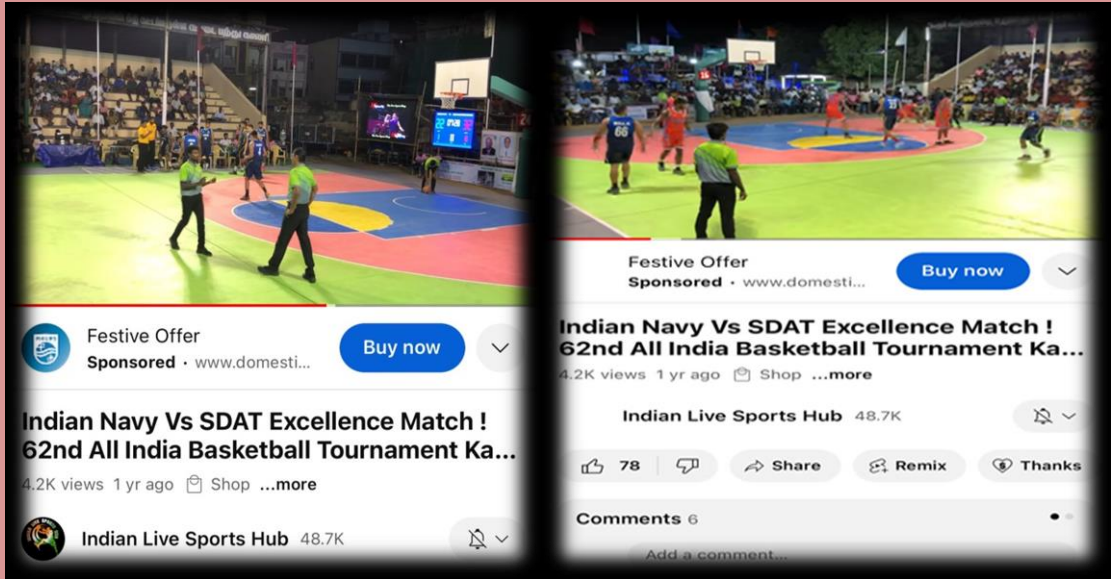 22
Festive Offer
Buy now
Sponsored · www.domesti...
Indian Navy Vs SDAT Excellence Match !
62nd All India Basketball Tournament Ka...
4.2K views 1 yr ago Shop ...more
Indian Live Sports Hub 48.7K
66
Festive Offer
Buy now
Sponsored · www.domesti...
Indian Navy Vs SDAT Excellence Match !
62nd All India Basketball Tournament Ka...
4.2K views 1 yr ago Shop ...more
Indian Live Sports Hub 48.7K
78 Share Remix Thanks
Comments 6
Add a comment...